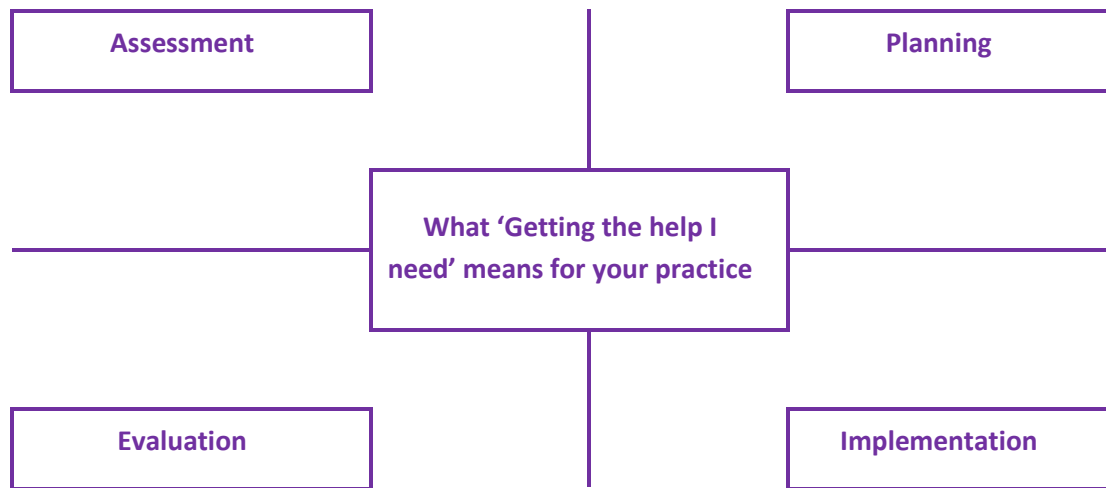 Assessment
Planning
What ‘Getting the help I
need’ means for your practice
Evaluation
Implementation